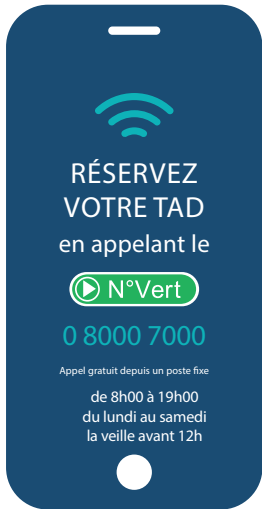 RÉSERVEZ
VOTRE TAD
en appelant le
N°Vert
0 8000 7000
Appel gratuit depuis un poste fixe
de 8h00 à 19h00
du lundi au samedi
la veille avant 12h